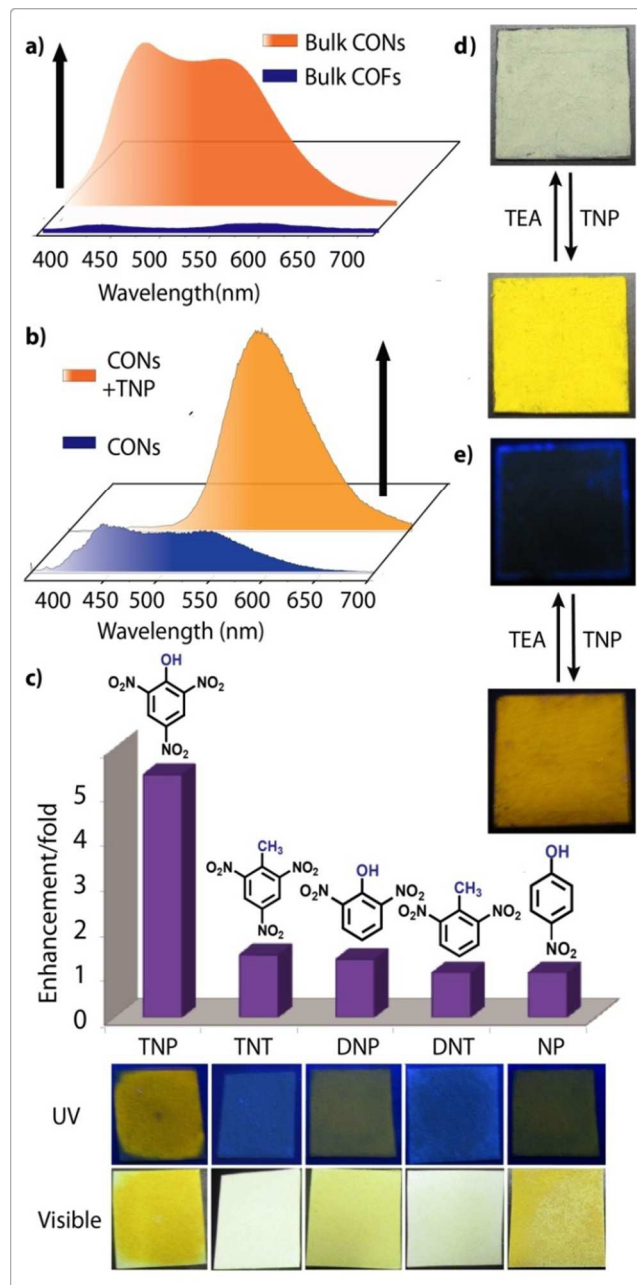 a)
Bulk CONs
Bulk COFs
400 450 500 550 600 650 700
Wavelength(nm)
b)
CONs
+TNP
CONs
400 450 500 550 600 650 700
Wavelength (nm)
c)
OH
O2N NO2
NO2
CH3
O2N NO2
NO2
OH
O2N NO2
CH3
O2N NO2
OH
NO2
Enhancement/fold
5
4
3
2
1
0
TNP TNT DNP DNT NP
UV
Visible
d)
TEA TNP
e)
TEA TNP